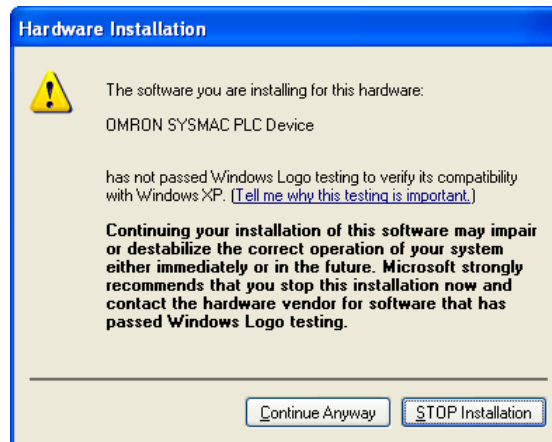 Hardware Installation
The software you are installing for this hardware:
OMRON SYSMAC PLC Device
has not passed Windows Logo testing to verify its compatibility
with Windows XP. (Tell me why this testing is important.)
Continuing your installation of this software may impair
or destabilize the correct operation of your system
either immediately or in the future. Microsoft strongly
recommends that you stop this installation now and
contact the hardware vendor for software that has
passed Windows Logo testing.
Continue Anyway
STOP Installation